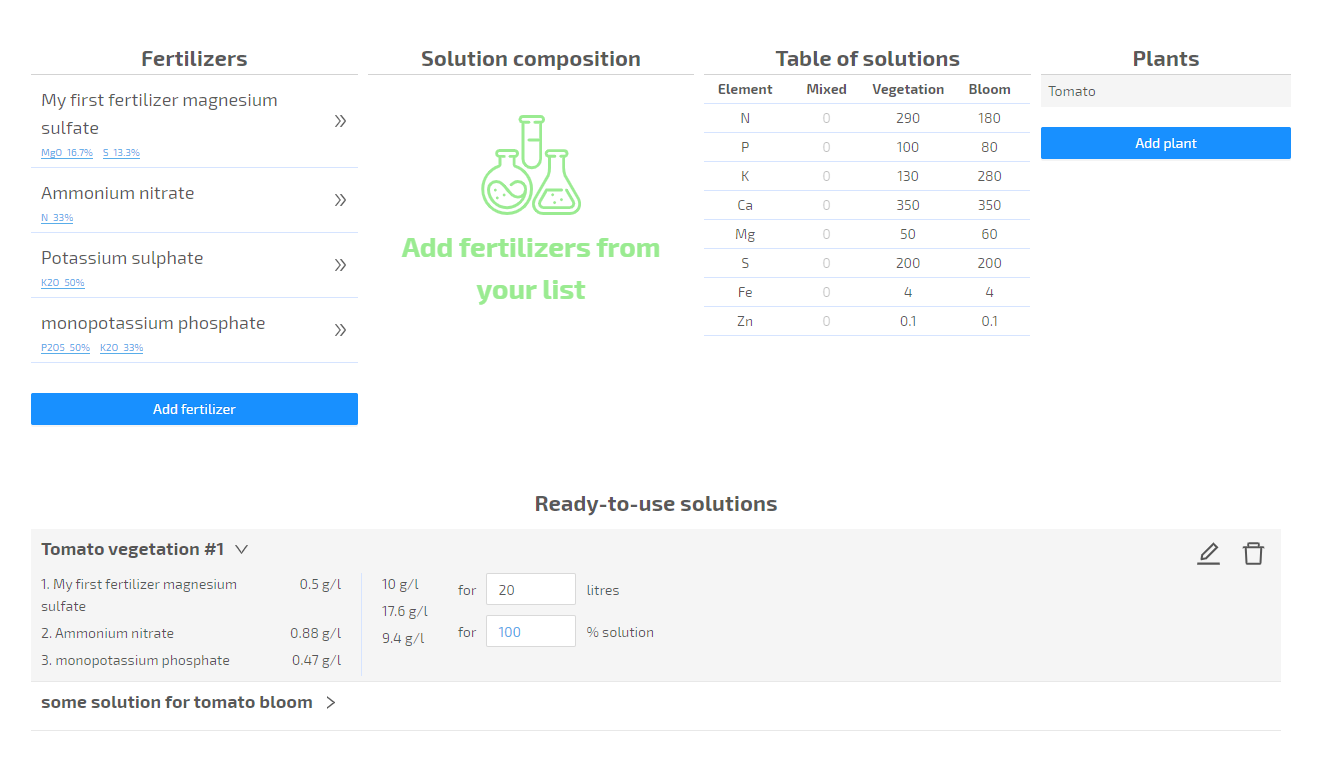 Fertilizers
My first fertilizer magnesium
sulfate
MgO 16.7% S 13.3%
Ammonium nitrate
N 33%
Potassium sulphate
K2O 50%
monopotassium phosphate
P2O5 50% K2O 33%
Add fertilizer
Solution composition
Add fertilizers from
your list
Table of solutions
Element Mixed Vegetation Bloom
N 0 290 180
P 0 100 80
K 0 130 280
Ca 0 350 350
Mg 0 50 60
S 0 200 200
Fe 0 4 4
Zn 0 0.1 0.1
Plants
Tomato
Add plant
Ready-to-use solutions
Tomato vegetation #1
1. My first fertilizer magnesium
sulfate 0.5 g/l
2. Ammonium nitrate 0.88 g/l
3. monopotassium phosphate 0.47 g/l
10 g/l
17.6 g/l
9.4 g/l
for 20 litres
for 100 % solution
some solution for tomato bloom